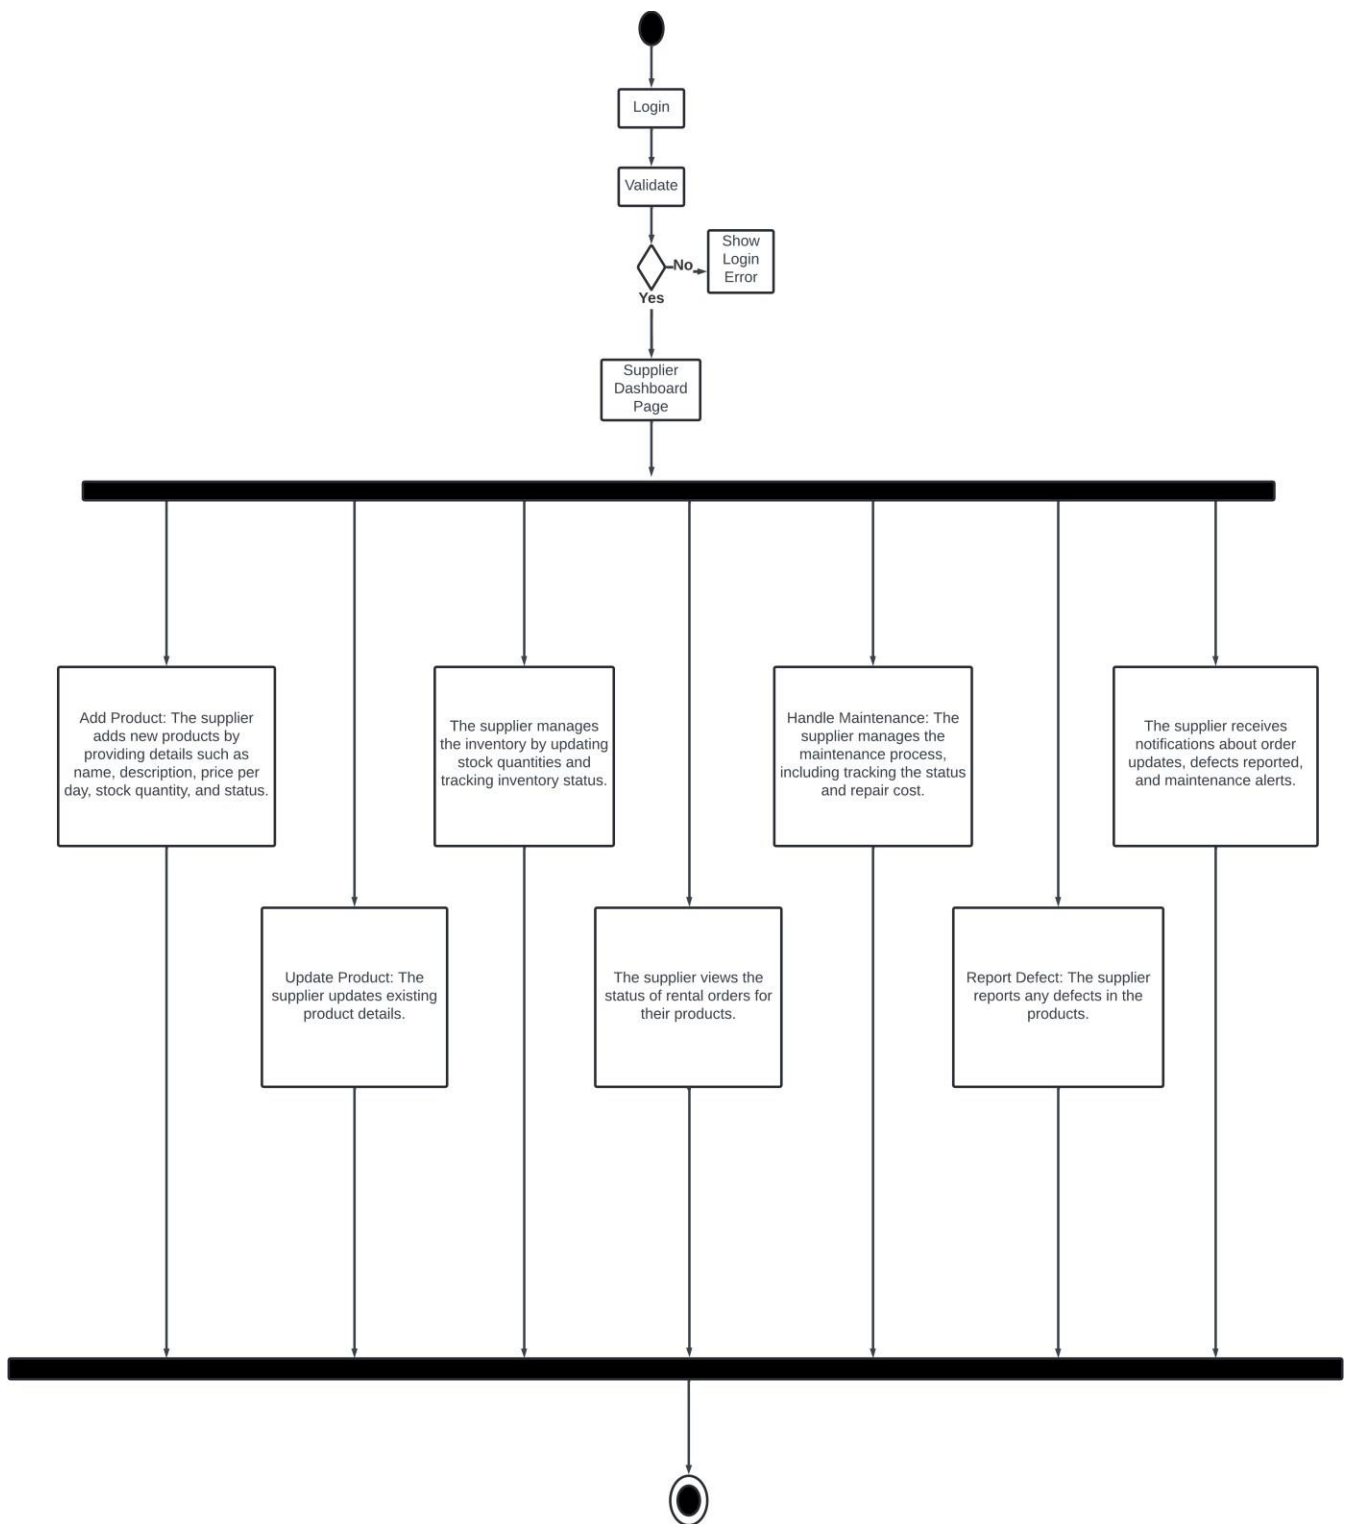 Login
Validate
No
Show
Login
Error
Yes
Supplier
Dashboard
Page
Add Product: The supplier
adds new products by
providing details such as
name, description, price per
day, stock quantity, and status.
The supplier manages
the inventory by updating
stock quantities and
tracking inventory status.
Handle Maintenance: The
supplier manages the
maintenance process,
including tracking the status
and repair cost.
The supplier receives
notifications about order
updates, defects reported,
and maintenance alerts.
Update Product: The
supplier updates existing
product details.
The supplier views the
status of rental orders for
their products.
Report Defect: The supplier
reports any defects in the
products.